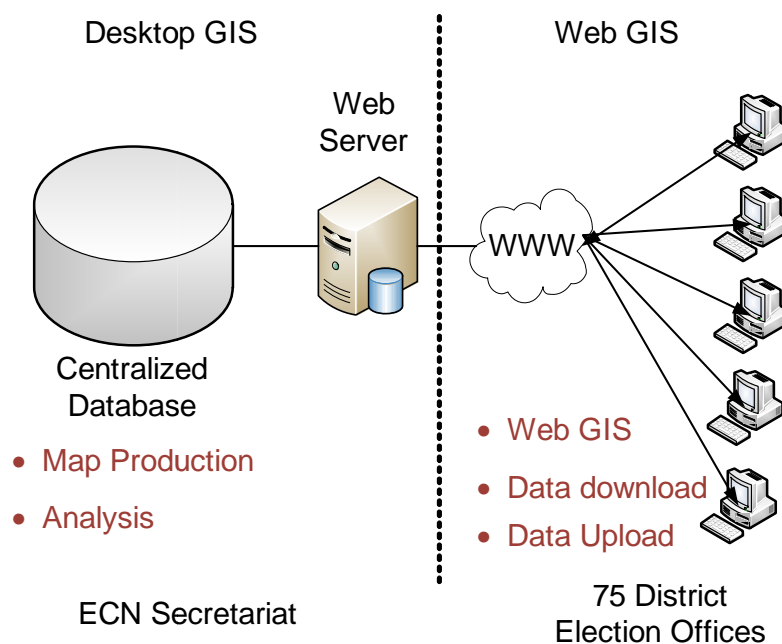 Desktop GIS
Web GIS
Web
Server
WWW
Centralized
Database
• Map Production
• Analysis
• Web GIS
• Data download
• Data Upload
ECN Secretariat
75 District
Election Offices